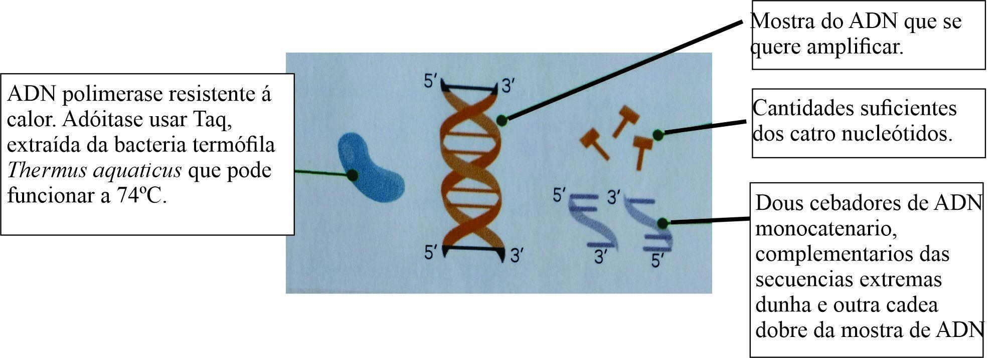 Mostra do ADN que se
quere amplificar.
ADN polimerase resistente á
calor. Adóitase usar Taq,
extraída da bacteria termófila
Thermus aquaticus que pode
funcionar a 74ºC.
Cantidades suficientes
dos catro nucleótidos.
Dous cebadores de ADN
monocatenario,
complementarios das
secuencias extremas
dunha e outra cadea
dobre da mostra de ADN
5′ 3′
5′ 3′
5′ 3′
3′ 5′